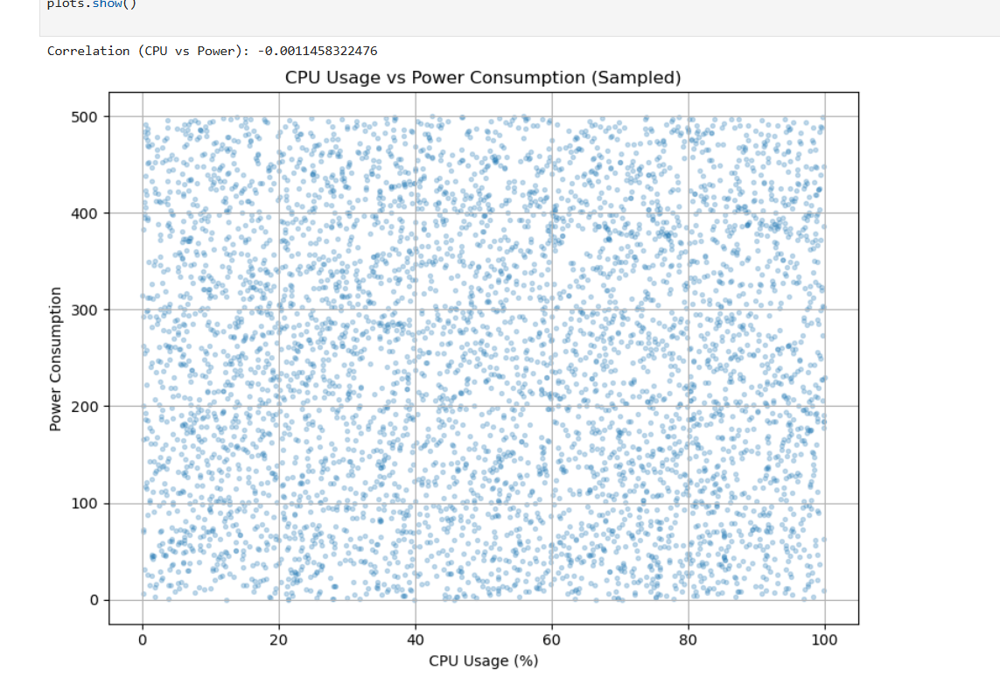 plots.show()
Correlation (CPU vs Power): -0.0011458322476
CPU Usage vs Power Consumption (Sampled)
500
400
300
200
100
0
Power Consumption
0 20 40 60 80 100
CPU Usage (%)